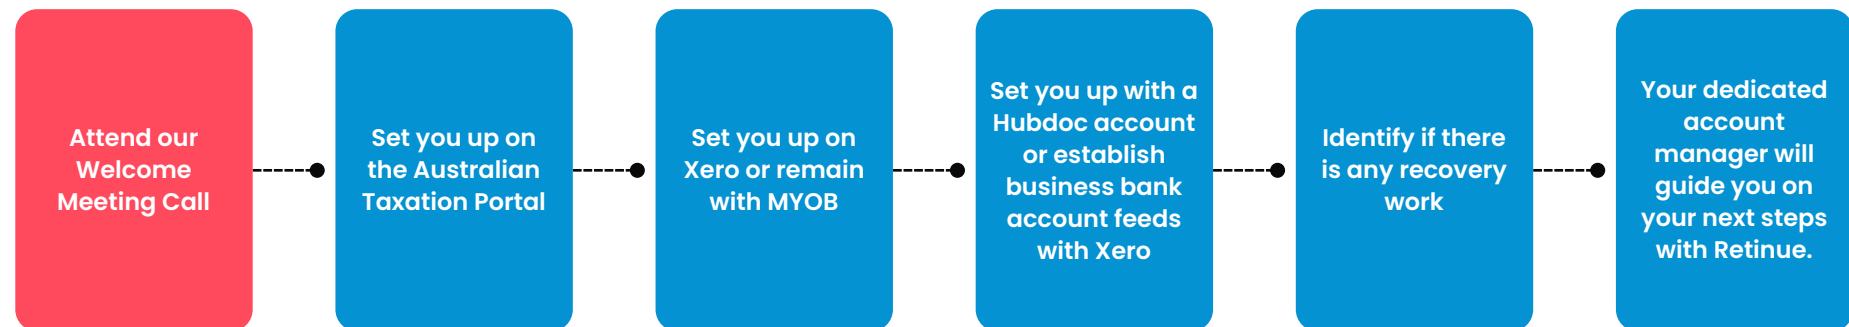 Attend our
Welcome
Meeting Call
Set you up on
the Australian
Taxation Portal
Set you up on
Xero or remain
with MYOB
Set you up with a
Hubdoc account
or establish
business bank
account feeds
with Xero
Identify if there
is any recovery
work
Your dedicated
account
manager will
guide you on
your next steps
with Retinue.